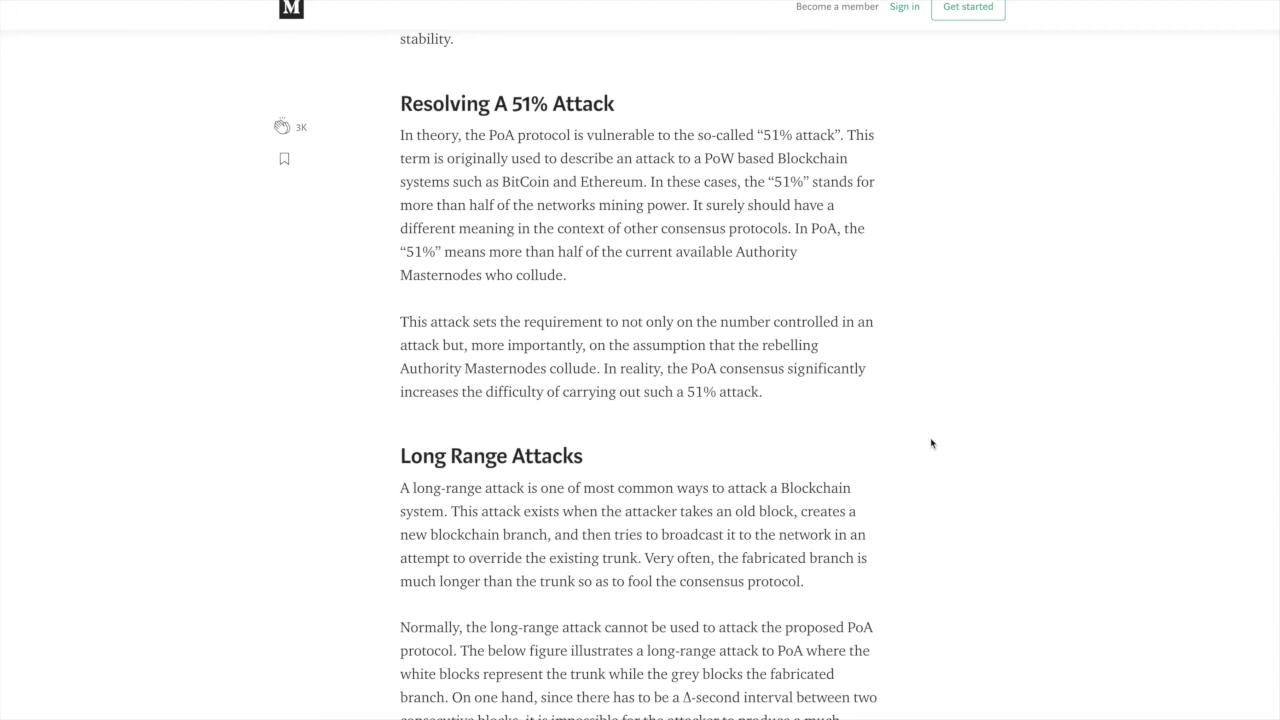 M
Become a member Sign in Get started
stability.
Resolving A 51% Attack
3K
In theory, the PoA protocol is vulnerable to the so-called “51% attack”. This
term is originally used to describe an attack to a PoW based Blockchain
systems such as BitCoin and Ethereum. In these cases, the “51%” stands for
more than half of the networks mining power. It surely should have a
different meaning in the context of other consensus protocols. In PoA, the
“51%” means more than half of the current available Authority
Masternodes who collude.
This attack sets the requirement to not only on the number controlled in an
attack but, more importantly, on the assumption that the rebelling
Authority Masternodes collude. In reality, the PoA consensus significantly
increases the difficulty of carrying out such a 51% attack.
Long Range Attacks
A long-range attack is one of most common ways to attack a Blockchain
system. This attack exists when the attacker takes an old block, creates a
new blockchain branch, and then tries to broadcast it to the network in an
attempt to override the existing trunk. Very often, the fabricated branch is
much longer than the trunk so as to fool the consensus protocol.
Normally, the long-range attack cannot be used to attack the proposed PoA
protocol. The below figure illustrates a long-range attack to PoA where the
white blocks represent the trunk while the grey blocks the fabricated
branch. On one hand, since there has to be a Δ-second interval between two
consecutive blocks, it is impossible for the attacker to produce a much